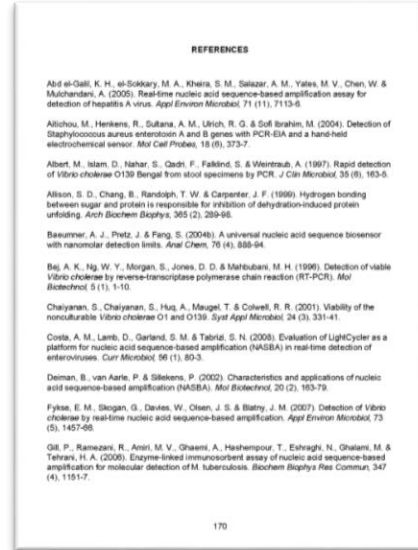 REFERENCES
Abd el-Galil, K. H., el-Sokkary, M. A., Kheira, S. M., Salazar, A. M., Yates, M. V., Chen, W. &
Mulchandani, A. (2005). Real-time nucleic acid sequence-based amplification assay for
detection of hepatitis A virus. Appl Environ Microbiol, 71 (11), 7113-6.
Aitichou, M., Henkens, R., Sultana, A. M., Ulrich, R. G. & Sofi Ibrahim, M. (2004). Detection of
Staphylococcus aureus enterotoxin A and B genes with PCR-EIA and a hand-held
electrochemical sensor. Mol Cell Probes, 18 (6), 373-7.
Albert, M., Islam, D., Nahar, S., Qadri, F., Falklind, S. & Weintraub, A. (1997). Rapid detection
of Vibrio cholerae O139 Bengal from stool specimens by PCR. J Clin Microbiol, 35 (6), 163-5.
Allison, S. D., Chang, B., Randolph, T. W. & Carpenter, J. F. (1999). Hydrogen bonding
between sugar and protein is responsible for inhibition of dehydration-induced protein
unfolding. Arch Biochem Biophys, 365 (2), 289-98.
Baeumner, A. J., Pretz, J. & Fang, S. (2004b). A universal nucleic acid sequence biosensor
with nanomolar detection limits. Anal Chem, 76 (4), 888-94.
Bej, A. K., Ng, W. Y., Morgan, S., Jones, D. D. & Mahbubani, M. H. (1996). Detection of viable
Vibrio cholerae by reverse-transcriptase polymerase chain reaction (RT-PCR). Mol
Biotechnol, 5 (1), 1-10.
Chaiyanan, S., Chaiyanan, S., Huq, A., Maugel, T. & Colwell, R. R. (2001). Viability of the
nonculturable Vibrio cholerae O1 and O139. Syst Appl Microbiol, 24 (3), 331-41.
Costa, A. M., Lamb, D., Garland, S. M. & Tabrizi, S. N. (2008). Evaluation of LightCycler as a
platform for nucleic acid sequence-based amplification (NASBA) in real-time detection of
enteroviruses. Curr Microbiol, 56 (1), 80-3.
Deiman, B., van Aarle, P. & Sillekens, P. (2002). Characteristics and applications of nucleic
acid sequence-based amplification (NASBA). Mol Biotechnol, 20 (2), 163-79.
Fykse, E. M., Skogan, G., Davies, W., Olsen, J. S. & Blatny, J. M. (2007). Detection of Vibrio
cholerae by real-time nucleic acid sequence-based amplification. Appl Environ Microbiol, 73
(5), 1457-66.
Gill, P., Ramezani, R., Amiri, M. V., Ghaemi, A., Hashempour, T., Eshraghi, N., Ghalami, M. &
Tehrani, H. A. (2006). Enzyme-linked immunosorbent assay of nucleic acid sequence-based
amplification for molecular detection of M. tuberculosis. Biochem Biophys Res Commun, 347
(4), 1151-7.
170